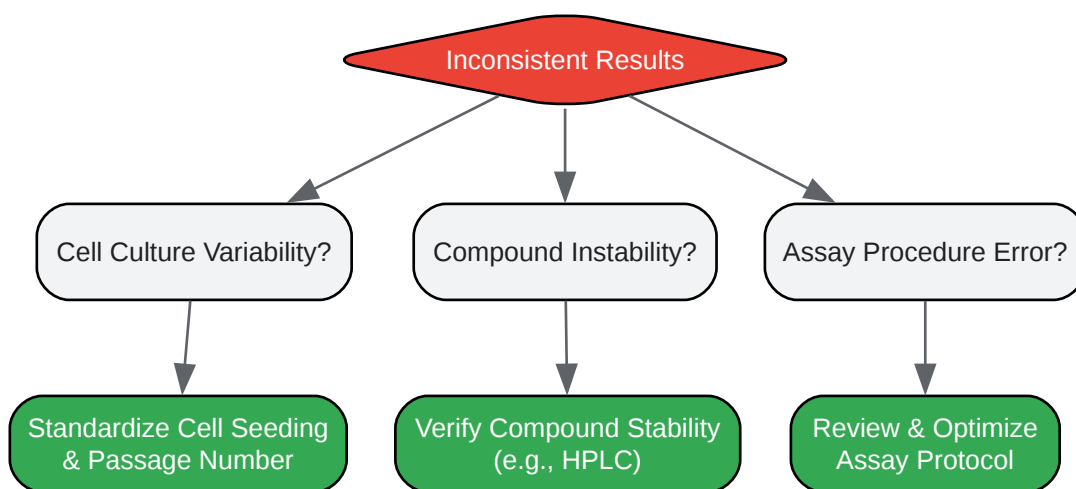 Inconsistent Results
Cell Culture Variability?
Compound Instability?
Assay Procedure Error?
Standardize Cell Seeding
& Passage Number
Verify Compound Stability
(e.g., HPLC)
Review & Optimize
Assay Protocol